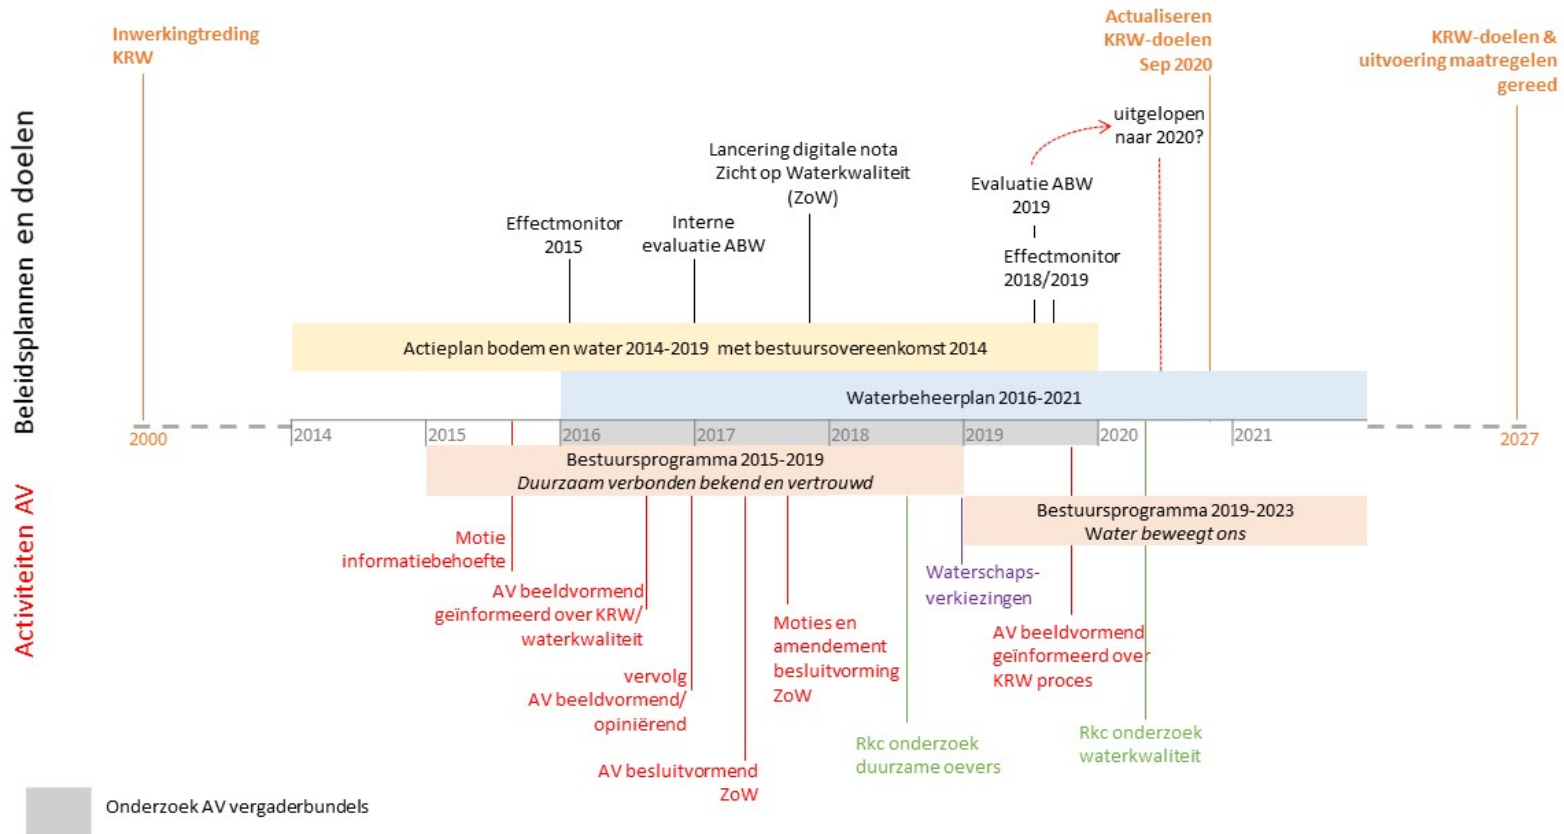 Inwerkingtreding
KRW
Actualiseren
KRW-doelen
Sep 2020
KRW-doelen &
uitvoering maatregelen
gereed
Beleidsplannen en doelen
uitgelopen
naar 2020?
Lancering digitale nota
Zicht op Waterkwaliteit
(ZoW)
Evaluatie ABW
2019
Effectmonitor
2015
Interne
evaluatie ABW
Effectmonitor
2018/2019
Actieplan bodem en water 2014-2019 met bestuursovereenkomst 2014
Waterbeheerplan 2016-2021
2000
2014
2015
2016
2017
2018
2019
2020
2021
2027
Activiteiten AV
Bestuursprogramma 2015-2019
Duurzaam verbonden bekend en vertrouwd
Bestuursprogramma 2019-2023
Water beweegt ons
Motie
informatiebehoefte
AV beeldvormend
geïnformeerd over KRW/
waterkwaliteit
vervolg
AV beeldvormend/
opiniërend
AV besluitvormend
ZoW
Moties en
amendement
besluitvorming
ZoW
Rkc onderzoek
duurzame oevers
Waterschaps-
verkiezingen
AV beeldvormend
geïnformeerd over
KRW proces
Rkc onderzoek
waterkwaliteit
Onderzoek AV vergaderbundels